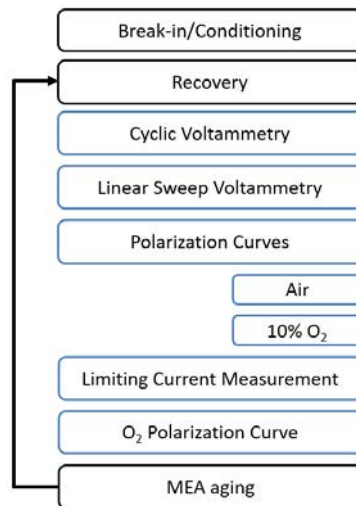 Break-in/Conditioning
Recovery
Cyclic Voltammetry
Linear Sweep Voltammetry
Polarization Curves
Air
10% O₂
Limiting Current Measurement
O₂ Polarization Curve
MEA aging